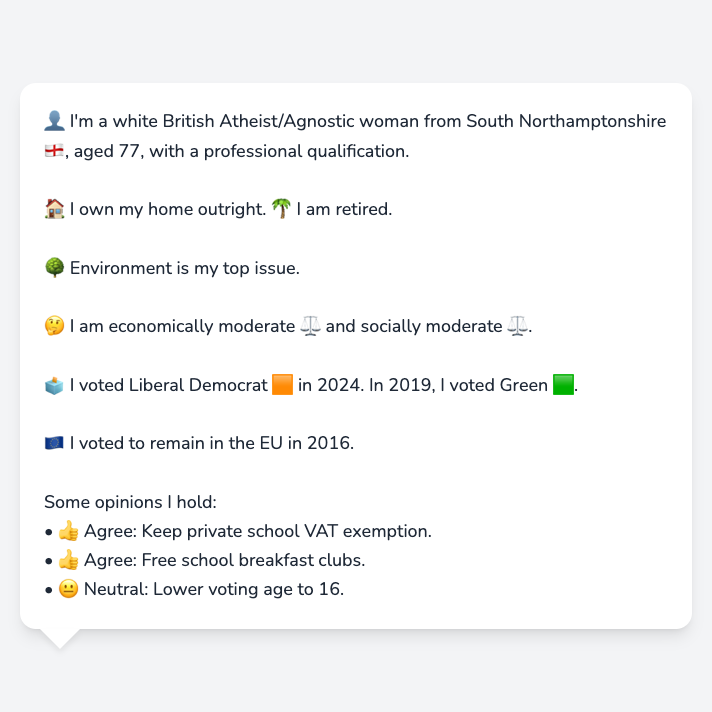 👤 I'm a white British Atheist/Agnostic woman from South Northamptonshire
🏴󠁧󠁢󠁥󠁮󠁧󠁿, aged 77, with a professional qualification.
🏠 I own my home outright. 🌴 I am retired.
🌳 Environment is my top issue.
🤔 I am economically moderate ⚖️ and socially moderate ⚖️.
🗳️ I voted Liberal Democrat 🟧 in 2024. In 2019, I voted Green 🟩.
🇪🇺 I voted to remain in the EU in 2016.
Some opinions I hold:
• 👍 Agree: Keep private school VAT exemption.
• 👍 Agree: Free school breakfast clubs.
• 😐 Neutral: Lower voting age to 16.